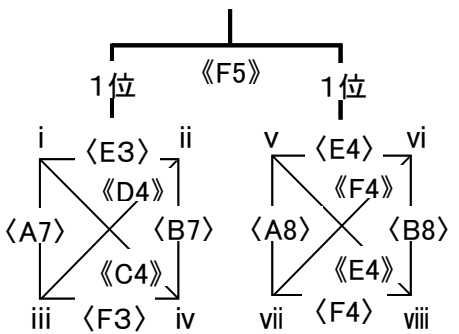 《F5》
1位 1位
i ii v vi
〈E3〉 〈E4〉
《D4》 《F4》
〈A7〉 〈B7〉 〈A8〉 〈B8〉
《C4》 《E4》
iii 〈F3〉 iv vii 〈F4〉 viii